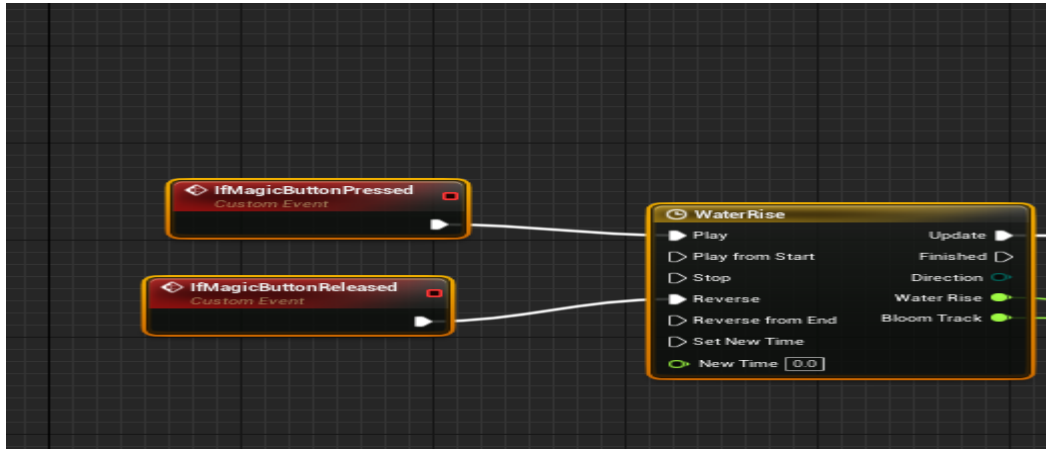 IfMagicButtonPressed
Custom Event
IfMagicButtonReleased
Custom Event
WaterRise
Play Update
Play from Start Finished
Stop Direction
Reverse Water Rise
Reverse from End Bloom Track
Set New Time
New Time 0.0